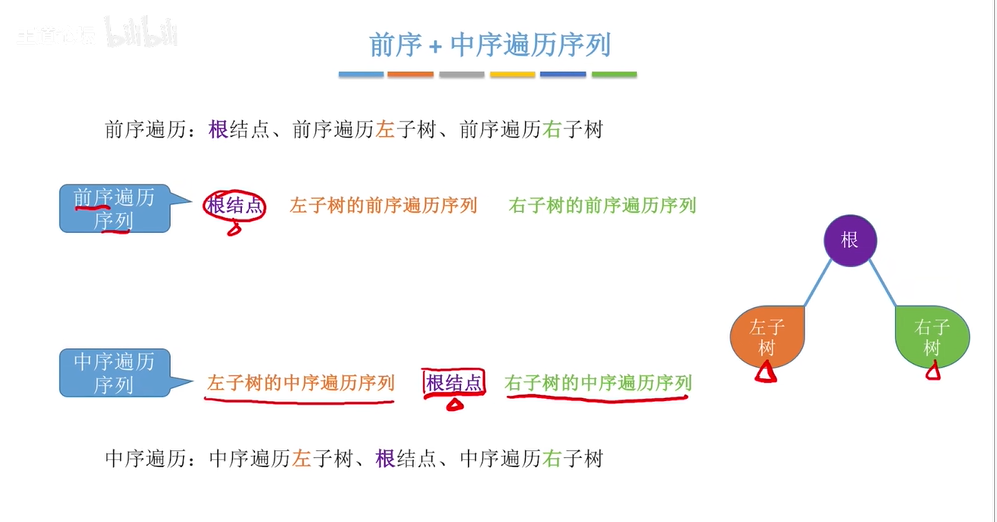 bilibili
前序 + 中序遍历序列
前序遍历：根结点、前序遍历左子树、前序遍历右子树
前序遍历
序列
根结点 左子树的前序遍历序列 右子树的前序遍历序列
根
左子
树
右子
树
中序遍历
序列
左子树的中序遍历序列 根结点 右子树的中序遍历序列
中序遍历：中序遍历左子树、根结点、中序遍历右子树